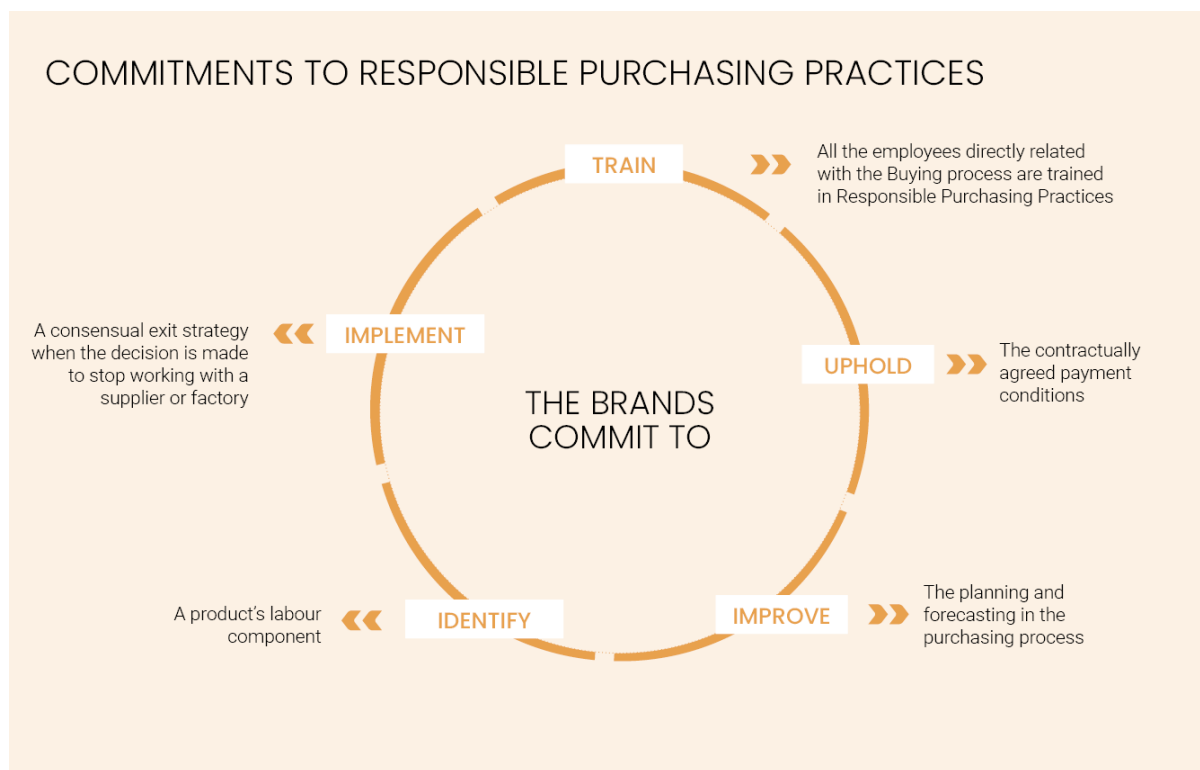 COMMITMENTS TO RESPONSIBLE PURCHASING PRACTICES
TRAIN
All the employees directly related
with the Buying process are trained
in Responsible Purchasing Practices
UPHOLD
The contractually
agreed payment
conditions
IMPROVE
The planning and
forecasting in the
purchasing process
IDENTIFY
A product's labour
component
IMPLEMENT
A consensual exit strategy
when the decision is made
to stop working with a
supplier or factory
THE BRANDS
COMMIT TO